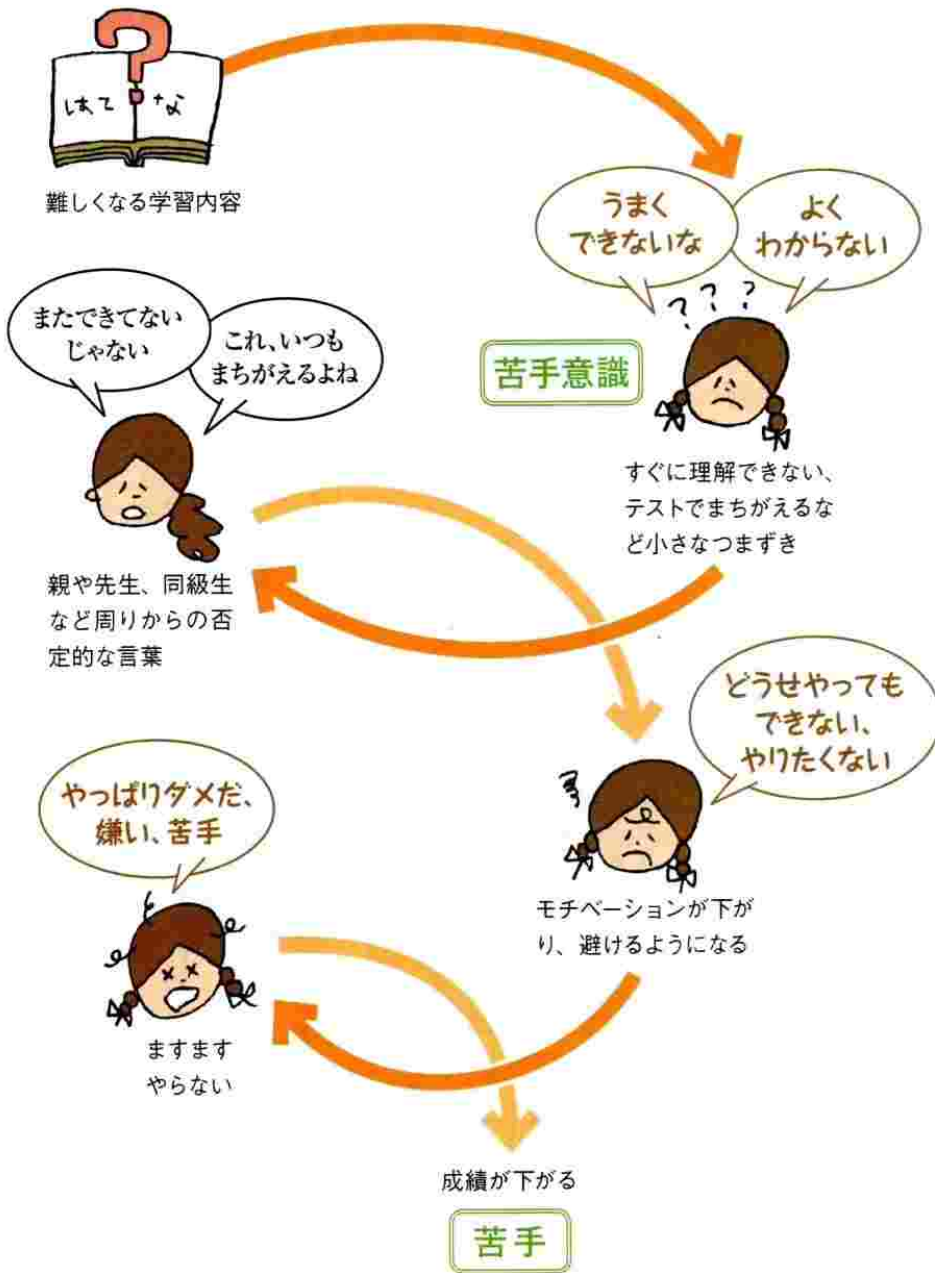 ?
はてな
難しくなる学習内容
うまく
できないな
よく
わからない
? ? ?
苦手意識
すぐに理解できない、
テストでまちがえるな
ど小さなつまずき
またできてない
じゃない
これ、いつも
まちがえるよね
親や先生、同級生
など周りからの否
定的な言葉
どうせやっても
できない、
やりたくない
モチベーションが下が
り、避けるようになる
やっぱりダメだ、
嫌い、苦手
ますます
やらない
成績が下がる
苦手